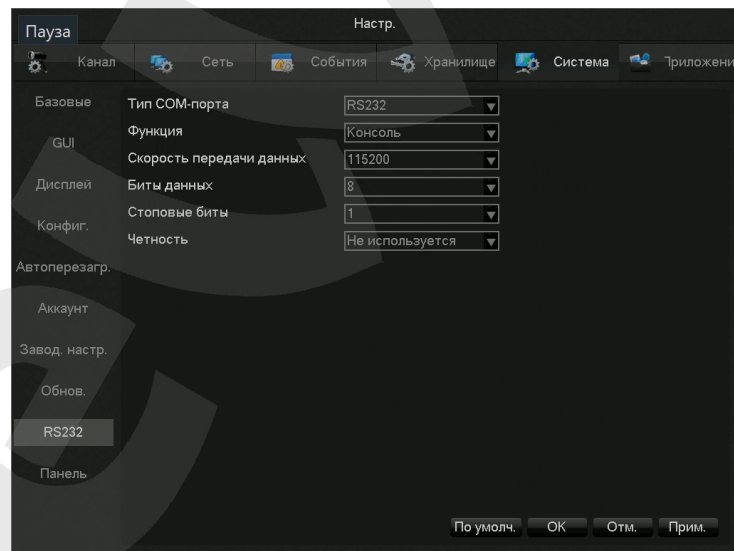 Настр.
Пауза
Канал
Сеть
События
Хранилище
Система
Приложени
Базовые
GUI
Дисплей
Конфиг.
Автоперезагр.
Аккаунт
Завод. настр.
Обнов.
RS232
Панель
Тип COM-порта RS232
Функция Консоль
Скорость передачи данных 115200
Биты данных 8
Стоповые биты 1
Четность Не используется
По умолч. OK Отм. Прим.